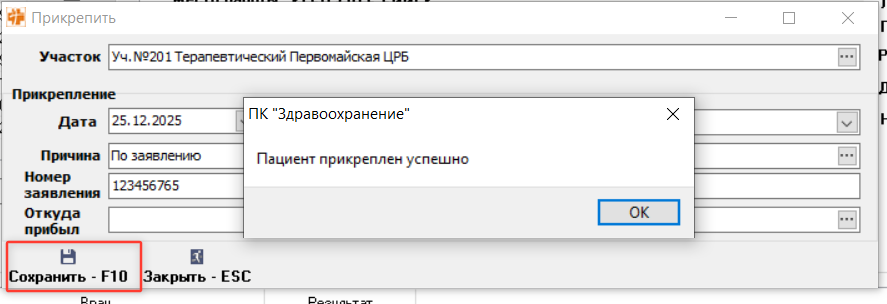 Прикрепить
Участок
Уч.№201 Терапевтический Первомайская ЦРБ
Прикрепление
Дата
25.12.2025
ПК "Здравоохранение"
Пациент прикреплен успешно
OK
Причина
По заявлению
Номер
заявления
123456765
Откуда
прибыл
Сохранить - F10
Закрыть - ESC
Врач
Результат